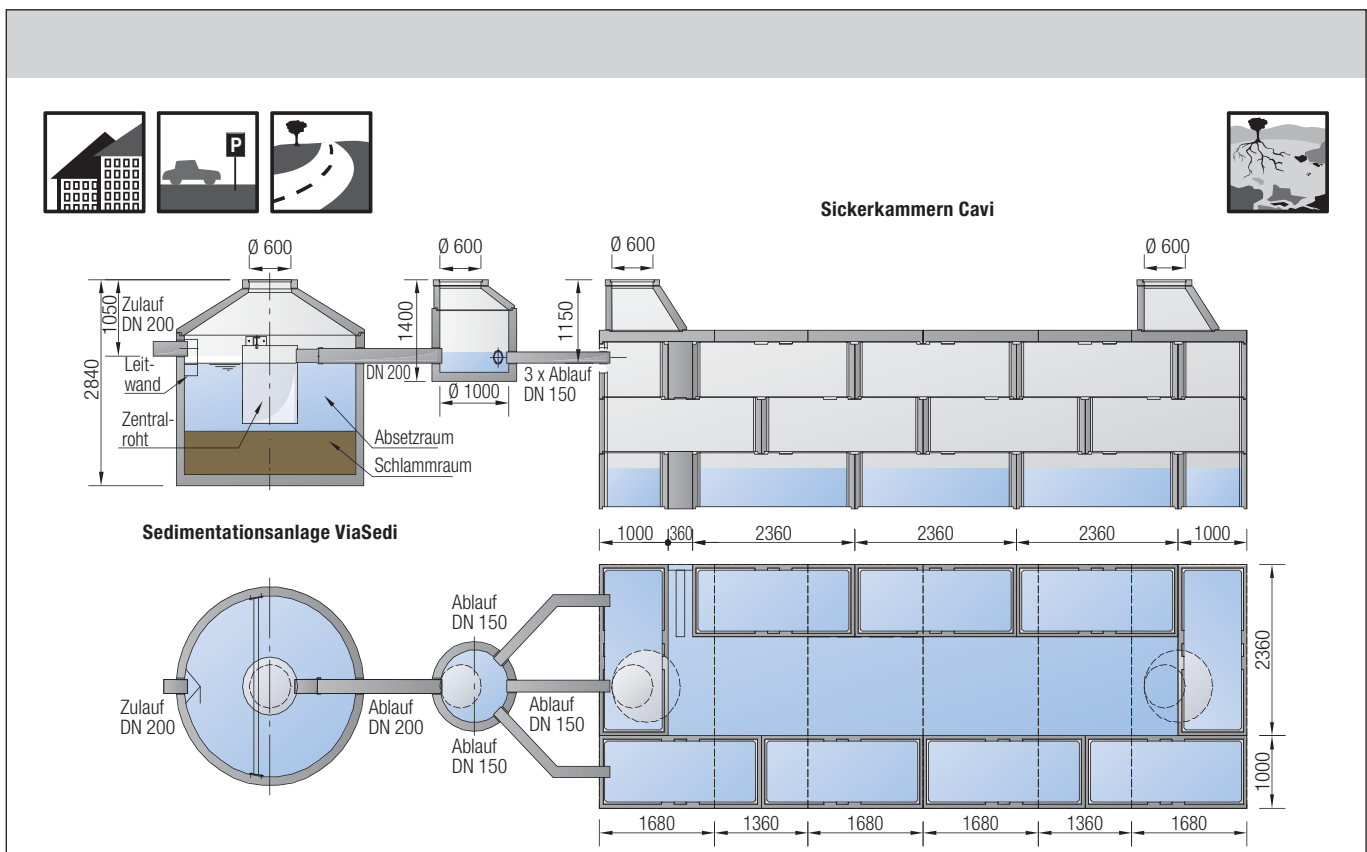 P
Sickerkammern Cavi
Ø 600
Ø 600
Ø 600
Ø 600
1050
2840
Zulauf
DN 200
1400
1150
Leit-
wand
DN 200
3 x Ablauf
DN 150
Ø 1000
Zentral-
roht
Absetzraum
Schlammraum
Sedimentationsanlage ViaSedi
1000
360
2360
2360
2360
1000
Ablauf
DN 150
Zulauf
DN 200
Ablauf
DN 200
Ablauf
DN 150
Ablauf
DN 150
2360
1000
1680
1360
1680
1680
1360
1680